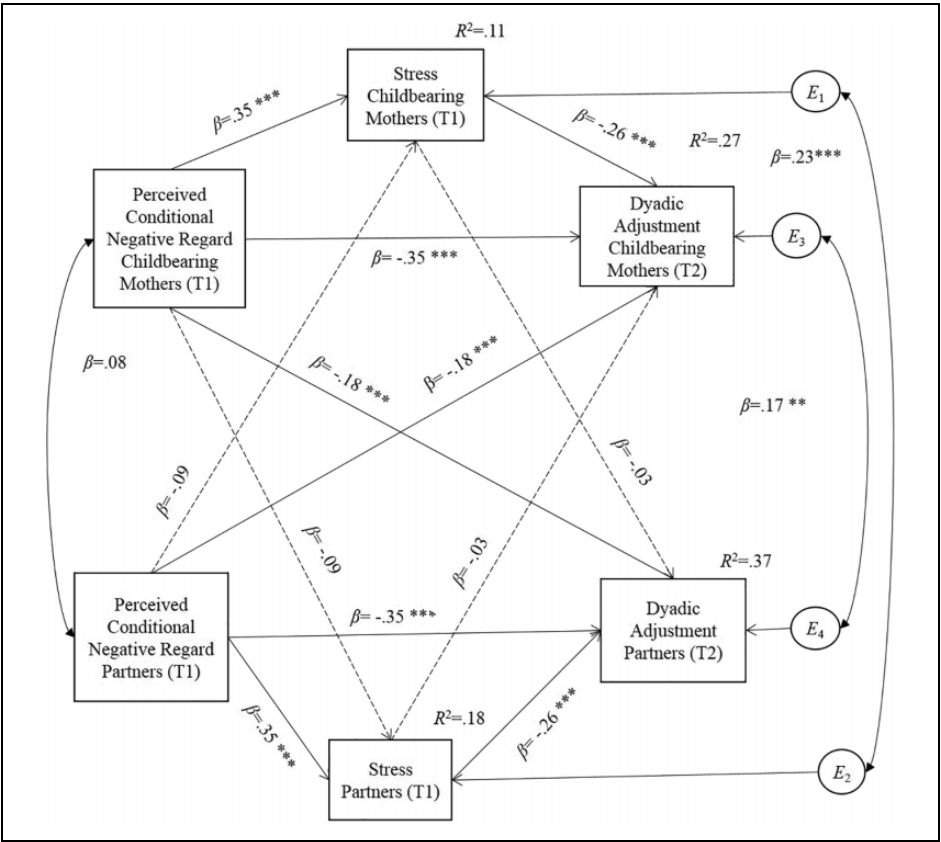 R²=.11
Stress
Childbearing
Mothers (T1)
E₁
β=.35 ***
β= -.26 ***
R²=.27
β=.23***
Perceived
Conditional
Negative Regard
Childbearing
Mothers (T1)
Dyadic
Adjustment
Childbearing
Mothers (T2)
E₃
β= -.35 ***
β=.08
β= -.18 ***
β= -.18 ***
β=.17 **
β= -.09
β= -.03
β= -.09
β= -.03
R²=.37
Perceived
Conditional
Negative Regard
Partners (T1)
β= -.35 ***
Dyadic
Adjustment
Partners (T2)
E₄
β=.35 ***
R²=.18
β= -.26 ***
Stress
Partners (T1)
E₂